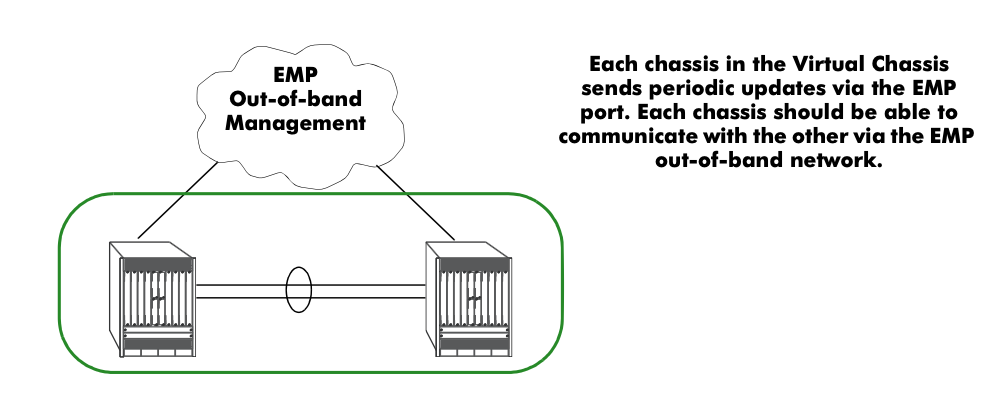 EMP
Out-of-band
Management
Each chassis in the Virtual Chassis
sends periodic updates via the EMP
port. Each chassis should be able to
communicate with the other via the EMP
out-of-band network.